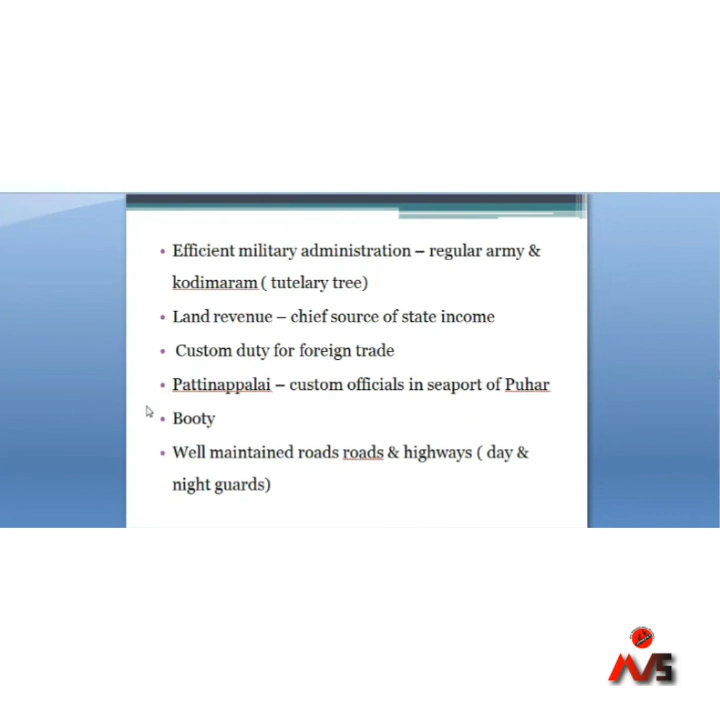 • Efficient military administration – regular army &
kodimaram ( tutelary tree)
• Land revenue – chief source of state income
• Custom duty for foreign trade
• Pattinappalai – custom officials in seaport of Puhar
• Booty
• Well maintained roads roads & highways ( day &
night guards)
MVS